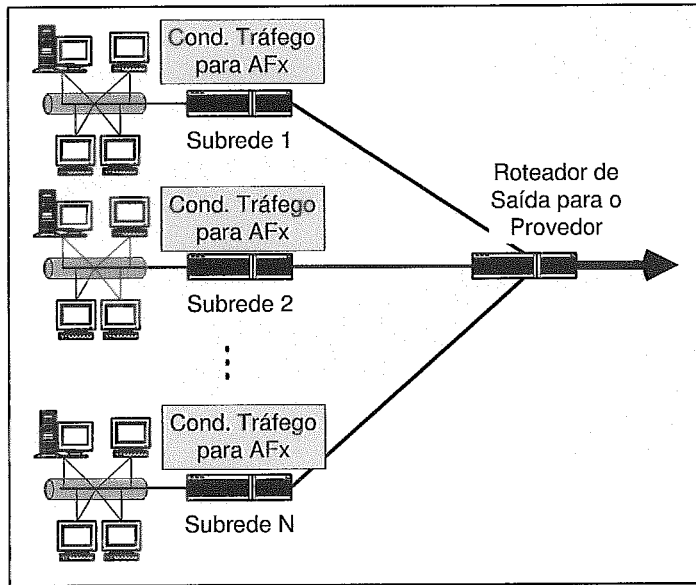 Cond. Tráfego
para AFx
Subrede 1
Cond. Tráfego
para AFx
Subrede 2
Cond. Tráfego
para AFx
Subrede N
Roteador de
Saída para o
Provedor